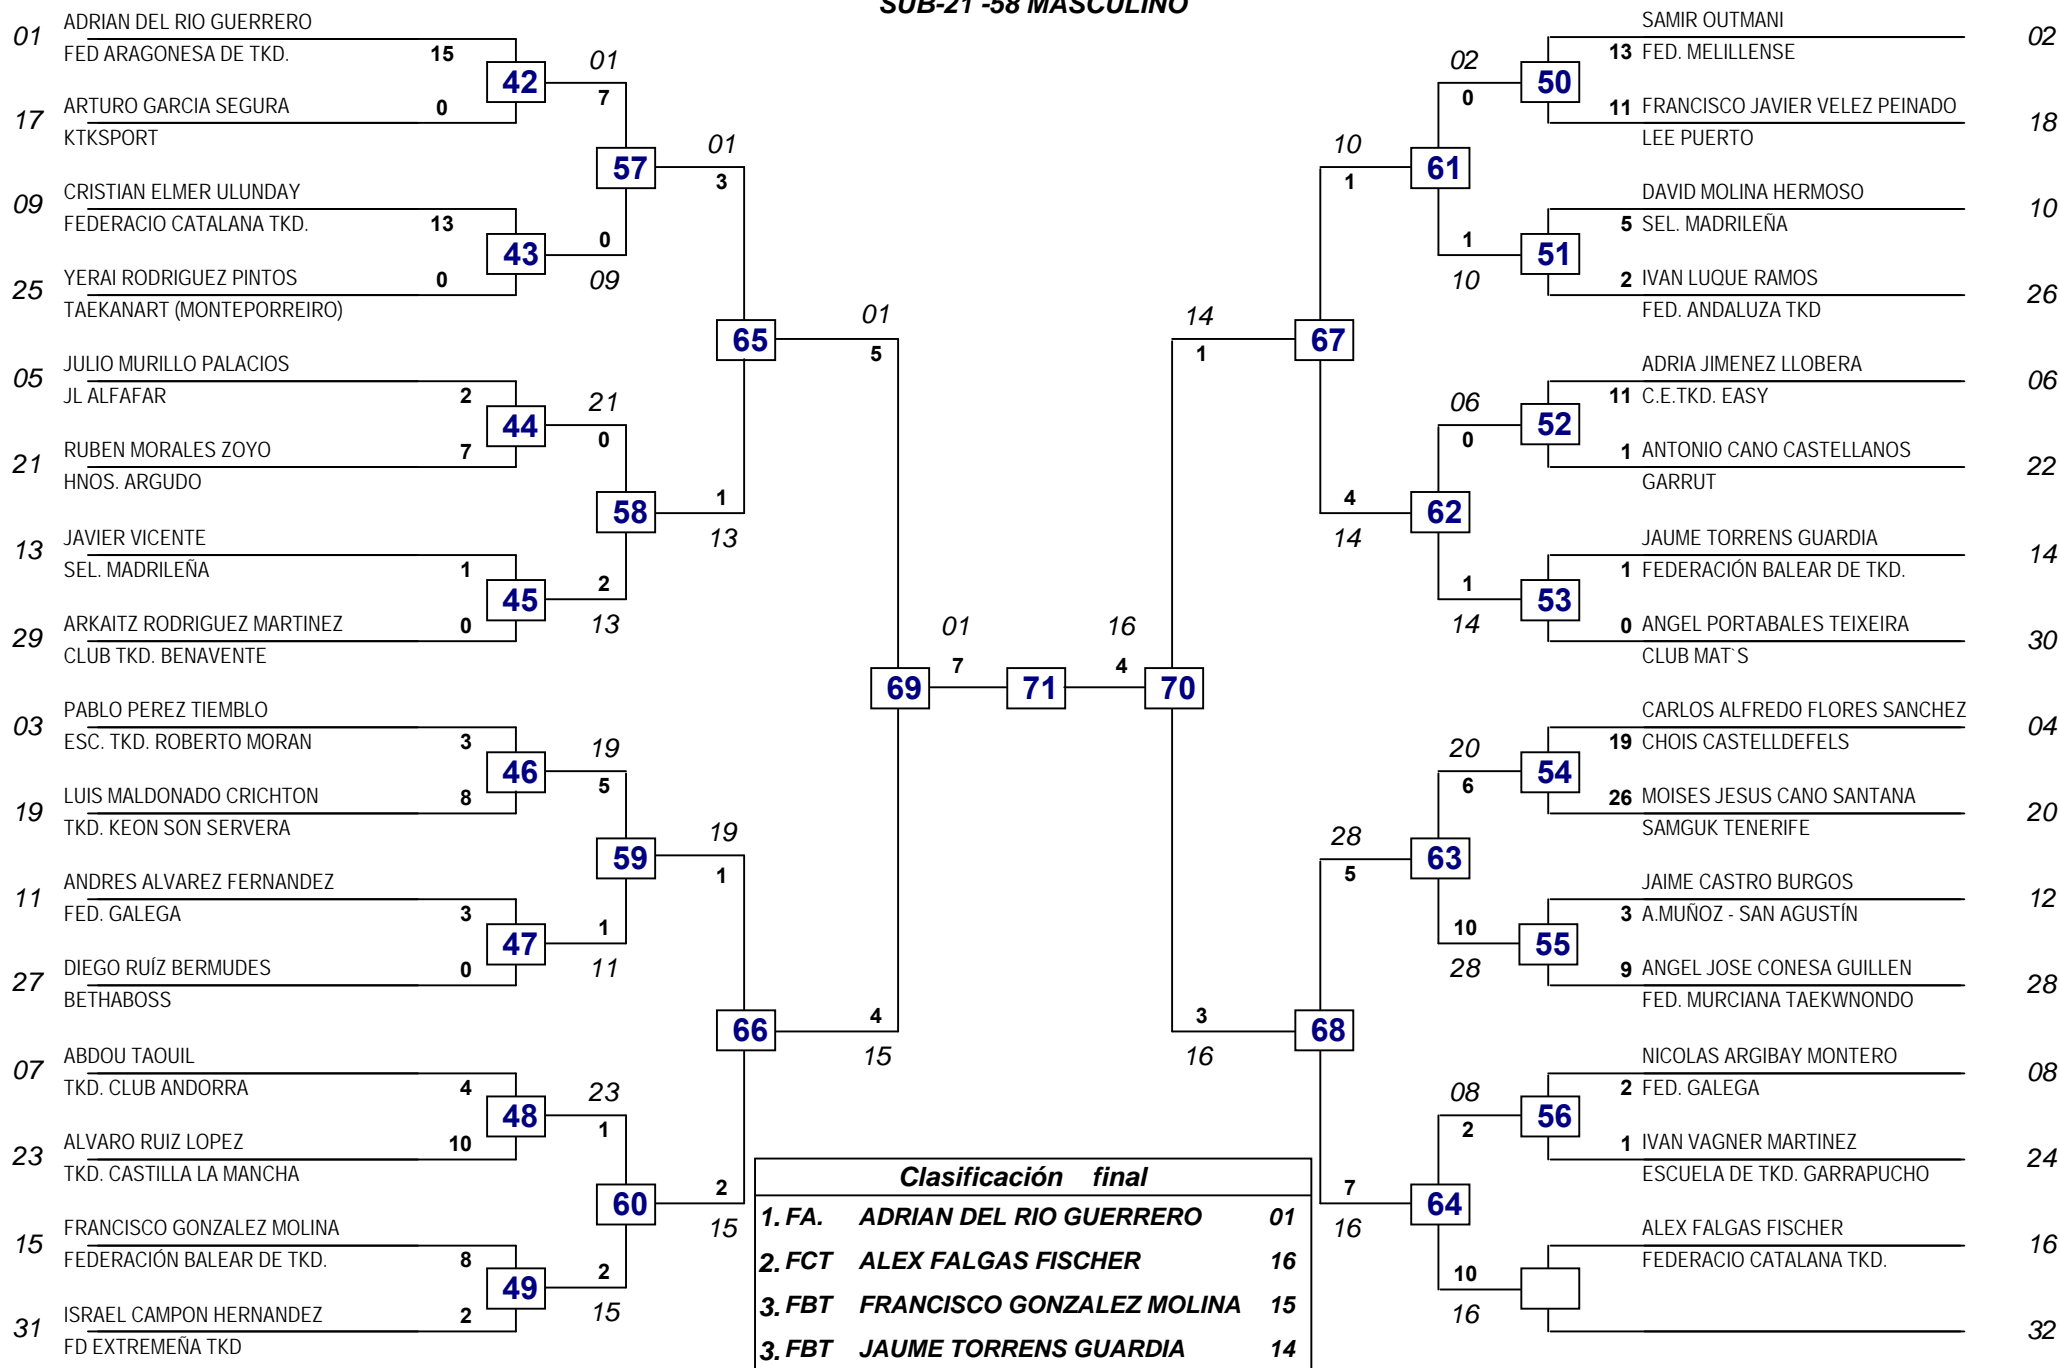 SUB-21 -58 MASCULINO
01
ADRIAN DEL RIO GUERRERO
FED ARAGONESA DE TKD.
15
17
ARTURO GARCIA SEGURA
0
KTKSPORT
42
01
7
09
CRISTIAN ELMER ULUNDAY
FEDERACIO CATALANA TKD.
13
25
YERAI RODRIGUEZ PINTOS
0
TAEKANART (MONTEPORREIRO)
43
0
09
57
01
3
05
JULIO MURILLO PALACIOS
JL ALFAFAR
2
21
RUBEN MORALES ZOYO
7
HNOS. ARGUDO
44
21
0
13
JAVIER VICENTE
SEL. MADRILEÑA
1
29
ARKAITZ RODRIGUEZ MARTINEZ
0
CLUB TKD. BENAVENTE
45
2
13
58
1
13
65
01
5
03
PABLO PEREZ TIEMBLO
ESC. TKD. ROBERTO MORAN
3
19
LUIS MALDONADO CRICHTON
8
TKD. KEON SON SERVERA
46
19
5
11
ANDRES ALVAREZ FERNANDEZ
FED. GALEGA
3
27
DIEGO RUÍZ BERMUDES
0
BETHABOSS
47
1
11
59
19
1
07
ABDOU TAOUIL
TKD. CLUB ANDORRA
4
23
ALVARO RUIZ LOPEZ
10
TKD. CASTILLA LA MANCHA
48
23
1
15
FRANCISCO GONZALEZ MOLINA
FEDERACIÓN BALEAR DE TKD.
8
31
ISRAEL CAMPON HERNANDEZ
2
FD EXTREMEÑA TKD
49
2
15
60
2
15
66
4
15
69
01
7
71
16
4
70
14
1
67
10
1
61
02
0
50
SAMIR OUTMANI
02
13 FED. MELILLENSE
11 FRANCISCO JAVIER VELEZ PEINADO
18
LEE PUERTO
1
10
51
DAVID MOLINA HERMOSO
10
5 SEL. MADRILEÑA
2 IVAN LUQUE RAMOS
26
FED. ANDALUZA TKD
4
14
62
06
0
52
ADRIA JIMENEZ LLOBERA
06
11 C.E.TKD. EASY
1 ANTONIO CANO CASTELLANOS
22
GARRUT
1
14
53
JAUME TORRENS GUARDIA
14
1 FEDERACIÓN BALEAR DE TKD.
0 ANGEL PORTABALES TEIXEIRA
30
CLUB MAT`S
3
16
68
28
5
63
20
6
54
CARLOS ALFREDO FLORES SANCHEZ
04
19 CHOIS CASTELLDEFELS
26 MOISES JESUS CANO SANTANA
20
SAMGUK TENERIFE
10
28
55
JAIME CASTRO BURGOS
12
3 A.MUÑOZ - SAN AGUSTÍN
9 ANGEL JOSE CONESA GUILLEN
28
FED. MURCIANA TAEKWNONDO
7
16
64
08
2
56
NICOLAS ARGIBAY MONTERO
08
2 FED. GALEGA
1 IVAN VAGNER MARTINEZ
24
ESCUELA DE TKD. GARRAPUCHO
10
16
ALEX FALGAS FISCHER
16
FEDERACIO CATALANA TKD.
32
Clasificación final
1. FA. ADRIAN DEL RIO GUERRERO 01
2. FCT ALEX FALGAS FISCHER 16
3. FBT FRANCISCO GONZALEZ MOLINA 15
3. FBT JAUME TORRENS GUARDIA 14